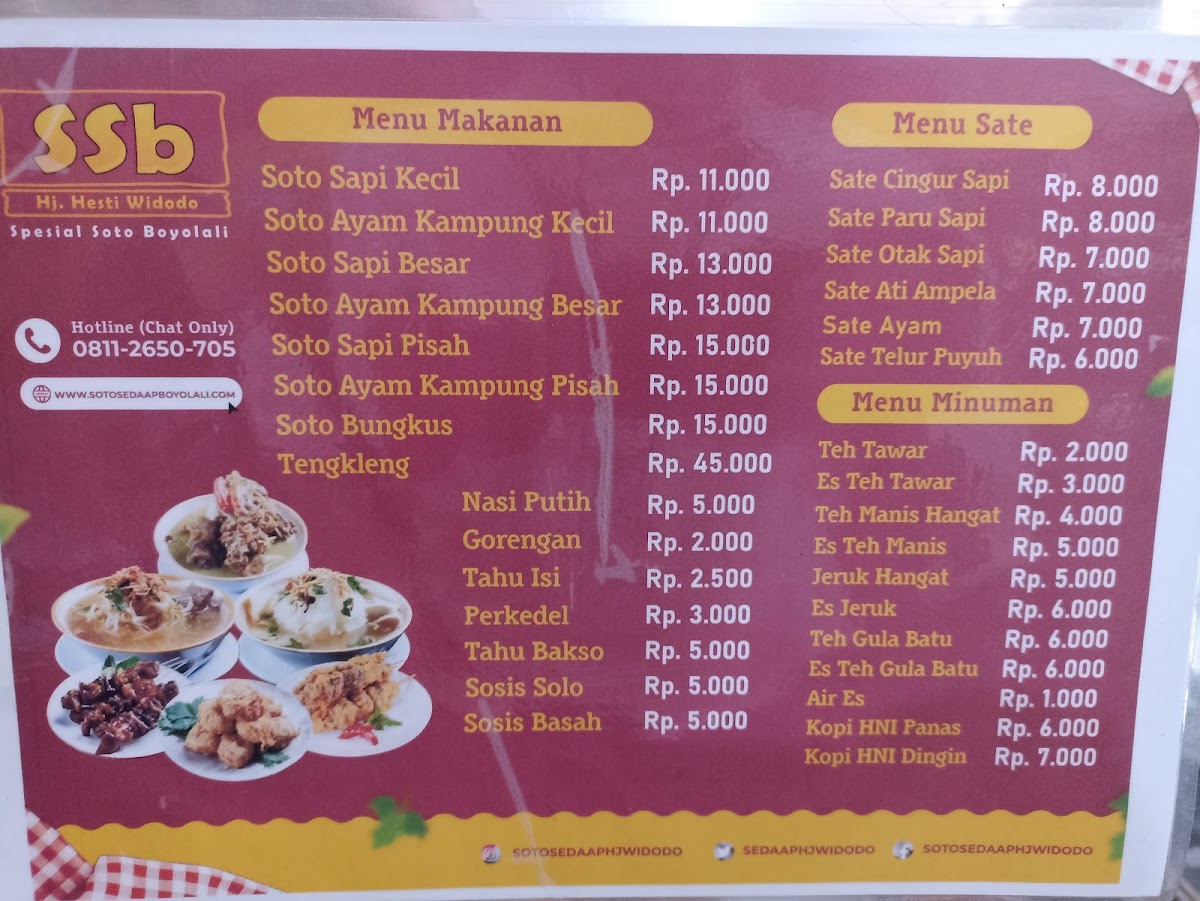 SSb
Hj. Hesti Widodo
Spesial Soto Boyolali
Hotline (Chat Only)
0811-2650-705
WWW.SOTOSEDAAPBOYOLALI.COM
Menu Makanan
Soto Sapi Kecil Rp. 11.000
Soto Ayam Kampung Kecil Rp. 11.000
Soto Sapi Besar Rp. 13.000
Soto Ayam Kampung Besar Rp. 13.000
Soto Sapi Pisah Rp. 15.000
Soto Ayam Kampung Pisah Rp. 15.000
Soto Bungkus Rp. 15.000
Tengkleng Rp. 45.000
Nasi Putih Rp. 5.000
Gorengan Rp. 2.000
Tahu Isi Rp. 2.500
Perkedel Rp. 3.000
Tahu Bakso Rp. 5.000
Sosis Solo Rp. 5.000
Sosis Basah Rp. 5.000
Menu Sate
Sate Cingur Sapi Rp. 8.000
Sate Paru Sapi Rp. 8.000
Sate Otak Sapi Rp. 7.000
Sate Ati Ampela Rp. 7.000
Sate Ayam Rp. 7.000
Sate Telur Puyuh Rp. 6.000
Menu Minuman
Teh Tawar Rp. 2.000
Es Teh Tawar Rp. 3.000
Teh Manis Hangat Rp. 4.000
Es Teh Manis Rp. 5.000
Jeruk Hangat Rp. 5.000
Es Jeruk Rp. 6.000
Teh Gula Batu Rp. 6.000
Es Teh Gula Batu Rp. 6.000
Air Es Rp. 1.000
Kopi HNI Panas Rp. 6.000
Kopi HNI Dingin Rp. 7.000
SOTOSEDAAPHJWIDODO SEDAAPHJWIDODO SOTOSEDAAPHJWIDODO